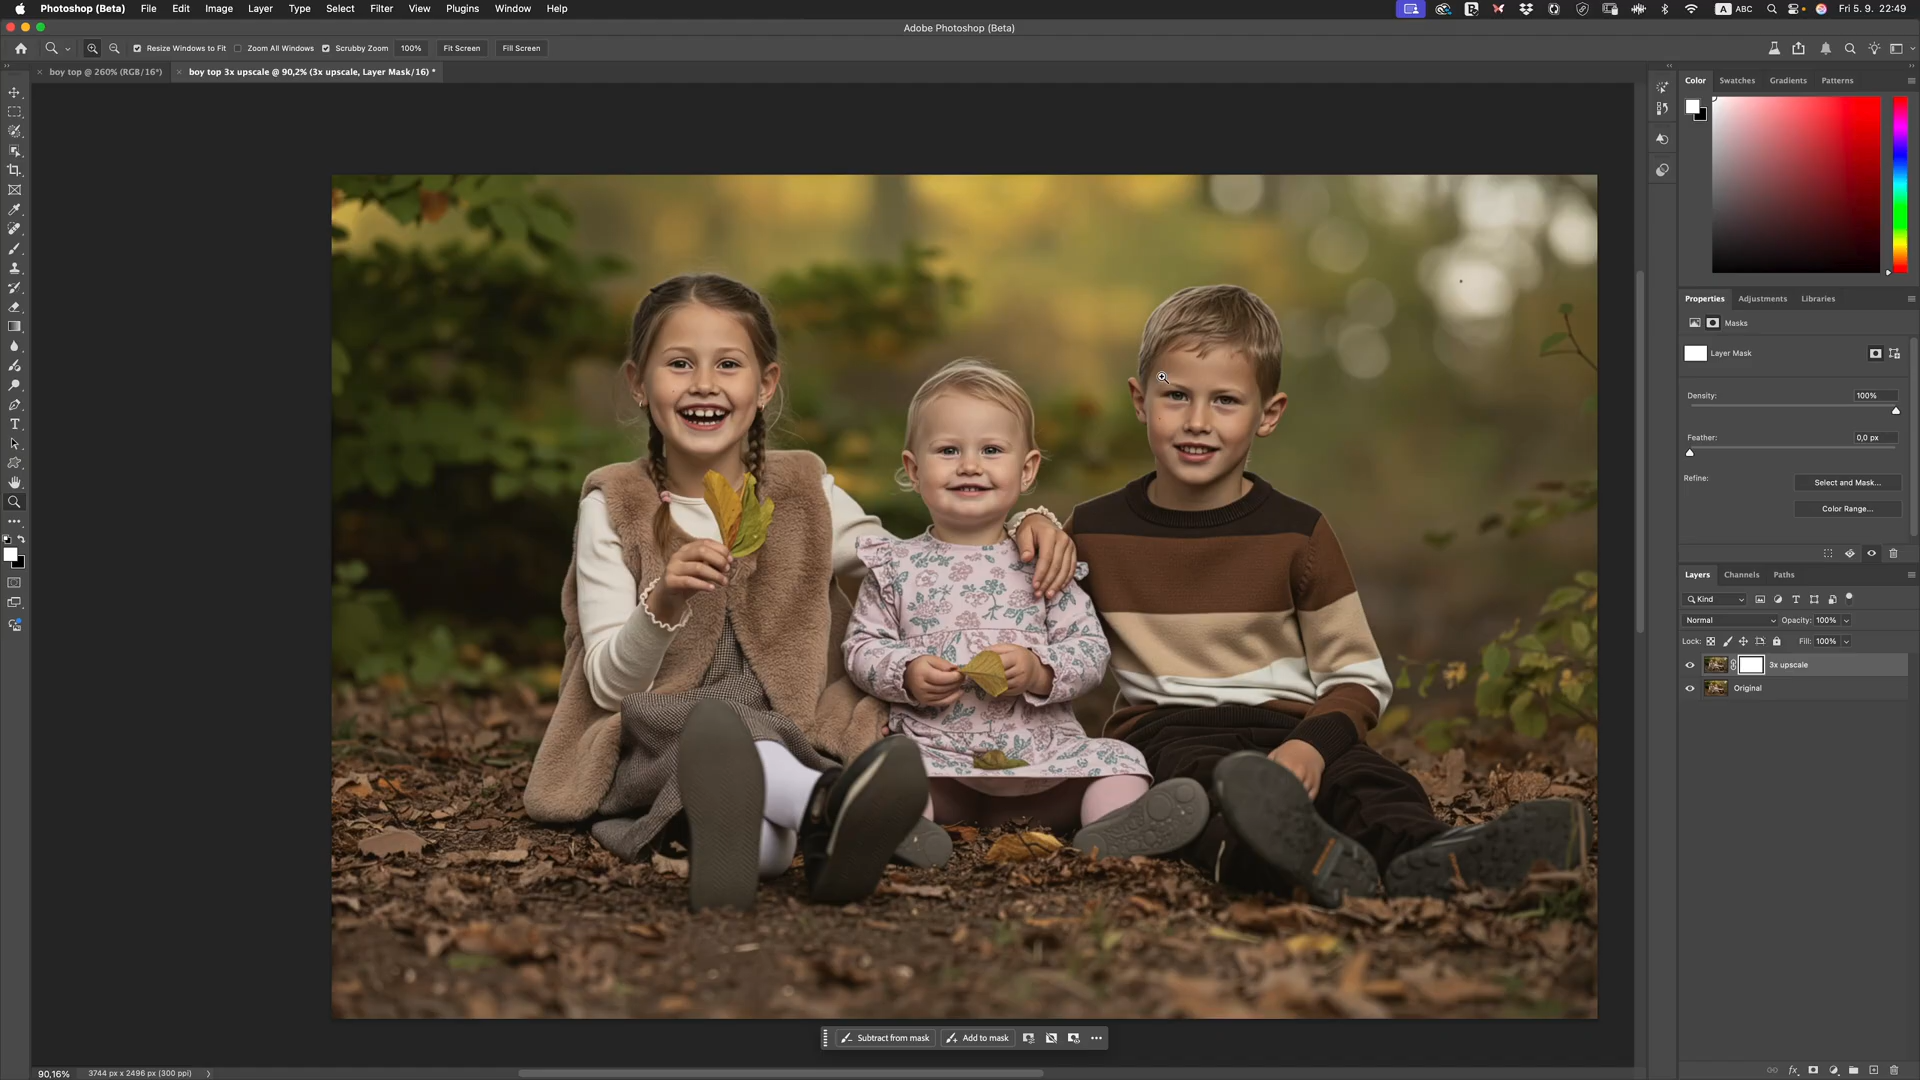 Photoshop (Beta) File Edit Image Layer Type Select Filter View Plugins Window Help
A ABC Fri 5. 9. 22:49
Adobe Photoshop (Beta)
Resize Windows to Fit Zoom All Windows Scrubby Zoom 100% Fit Screen Fill Screen
boy top @ 260% (RGB/16*)
boy top 3x upscale @ 90,2% (3x upscale, Layer Mask/16) *
Color Swatches Gradients Patterns
Properties Adjustments Libraries
Masks
Layer Mask
Density: 100%
Feather: 0,0 px
Refine: Select and Mask...
Color Range...
Layers Channels Paths
Kind
Normal Opacity: 100%
Lock: Fill: 100%
3x upscale
Original
Subtract from mask Add to mask
90,16% 3744 px x 2496 px (300 ppi)